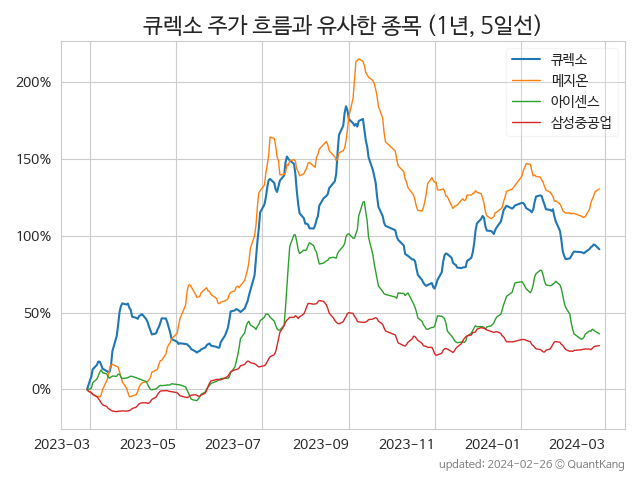 큐렉소 주가 흐름과 유사한 종목 (1년, 5일선)
큐렉소
메지온
아이센스
삼성중공업
200%
150%
100%
50%
0%
2023-03 2023-05 2023-07 2023-09 2023-11 2024-01 2024-03
updated: 2024-02-26 © QuantKang